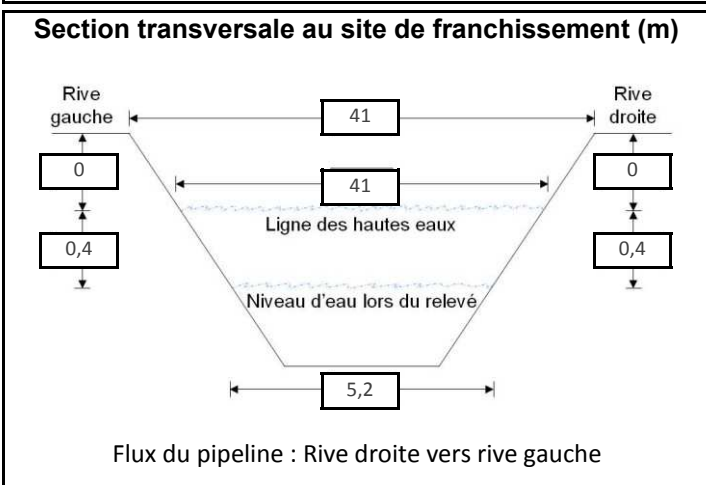 Section transversale au site de franchissement (m)
Rive gauche
41
Rive droite
0
41
0
Ligne des hautes eaux
0,4
0,4
Niveau d'eau lors du relevé
5,2
Flux du pipeline : Rive droite vers rive gauche